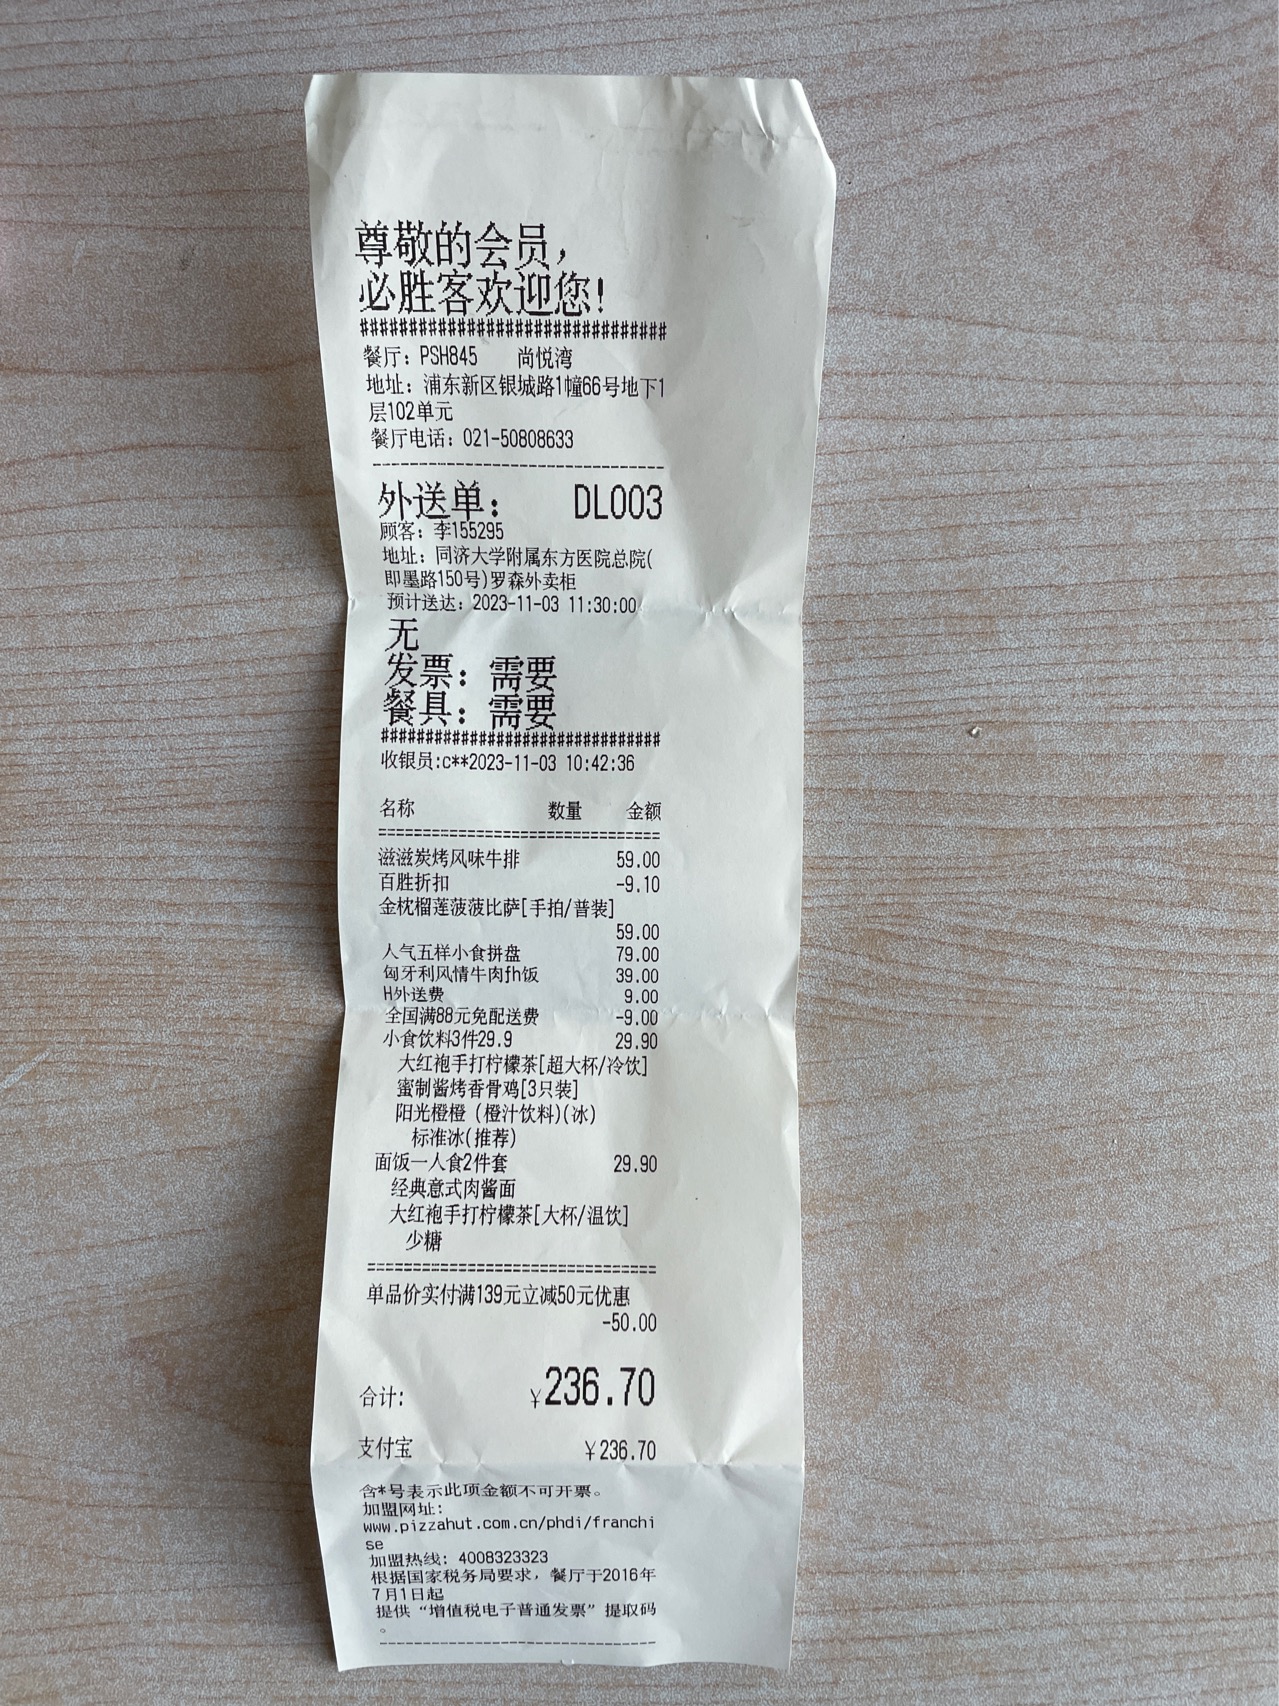 尊敬的会员，
必胜客欢迎您！
###############################
餐厅：PSH845 尚悦湾
地址：浦东新区银城路1幢66号地下1
层102单元
餐厅电话：021-50808633
--------------------------------
外送单： DL003
顾客：李155295
地址：同济大学附属东方医院总院(
即墨路150号)罗森外卖柜
预计送达：2023-11-03 11:30:00
无
发票：需要
餐具：需要
###############################
收银员:c**2023-11-03 10:42:36
名称 数量 金额
================================
滋滋炭烤风味牛排 59.00
百胜折扣 -9.10
金枕榴莲菠菠比萨[手拍/普装]
59.00
人气五样小食拼盘 79.00
匈牙利风情牛肉fh饭 39.00
H外送费 9.00
全国满88元免配送费 -9.00
小食饮料3件29.9 29.90
大红袍手打柠檬茶[超大杯/冷饮]
蜜制酱烤香骨鸡[3只装]
阳光橙橙（橙汁饮料)(冰)
标准冰(推荐)
面饭一人食2件套 29.90
经典意式肉酱面
大红袍手打柠檬茶[大杯/温饮]
少糖
================================
单品价实付满139元立减50元优惠
-50.00
合计: ￥236.70
支付宝 ￥236.70
含*号表示此项金额不可开票。
加盟网址:
www.pizzahut.com.cn/phdi/franchi
se
加盟热线: 4008323323
根据国家税务局要求，餐厅于2016年
7月1日起
提供“增值税电子普通发票”提取码
。
--------------------------------